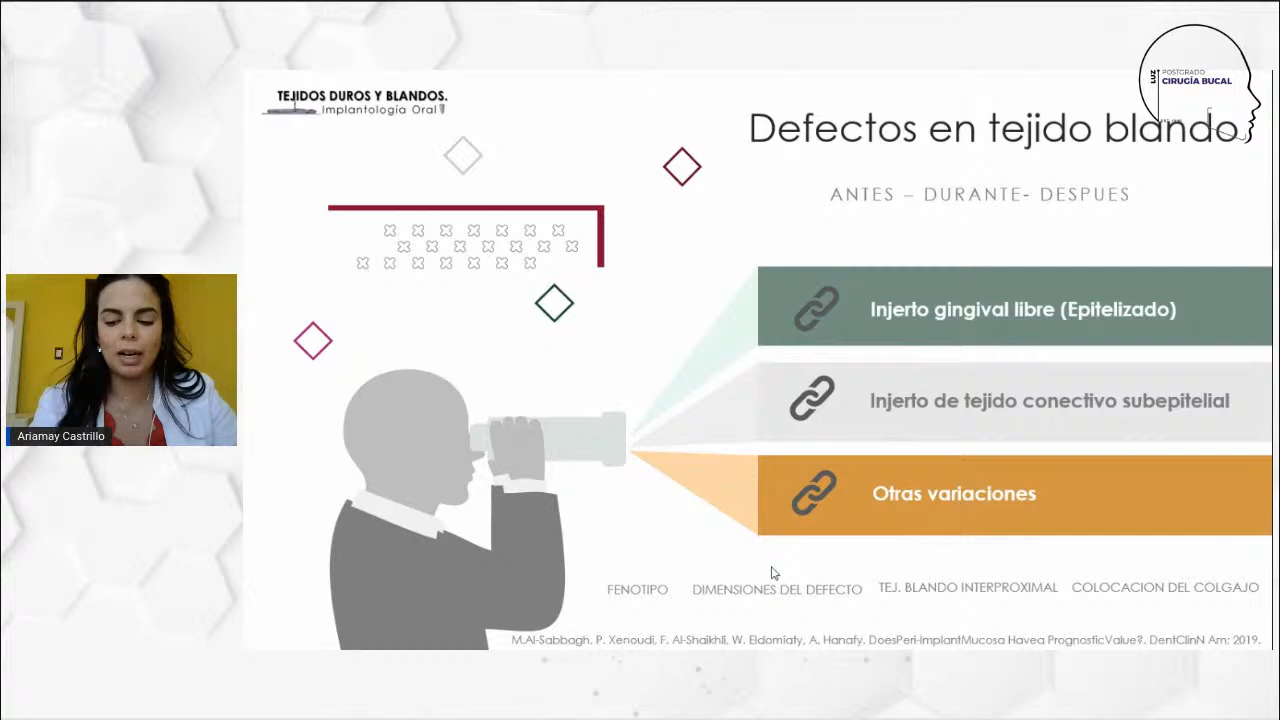 TEJIDOS DUROS Y BLANDOS.
Implantología Oral
LUZ
POSTGRADO
CIRUGÍA BUCAL
Defectos en tejido blando
ANTES – DURANTE- DESPUES
Injerto gingival libre (Epitelizado)
Injerto de tejido conectivo subepitelial
Otras variaciones
Ariamay Castrillo
FENOTIPO DIMENSIONES DEL DEFECTO TEJ. BLANDO INTERPROXIMAL COLOCACION DEL COLGAJO
M.Al-Sabbagh, P. Xenoudi, F. Al-Shaikhli, W. Eldomiaty, A. Hanafy. DoesPeri-ImplantMucosa Havea PrognosticValue?. DentClinN Am; 2019.